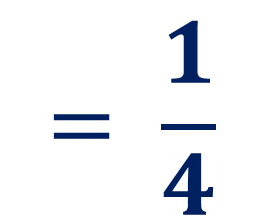 = 1/4